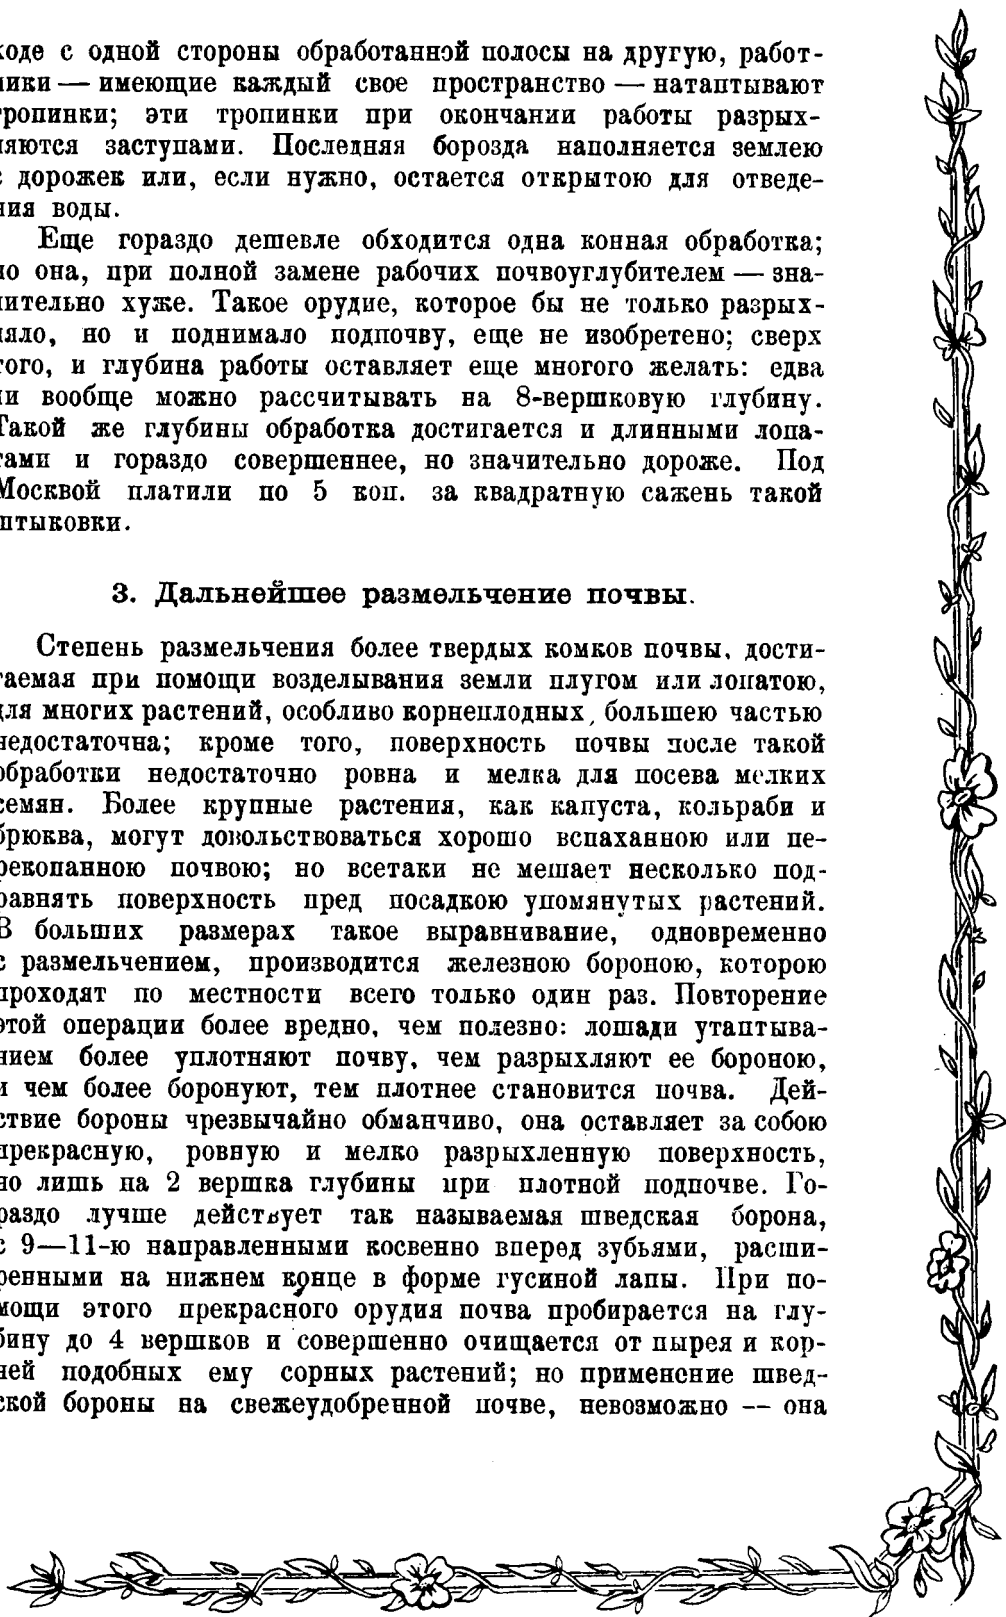 ходе с одной стороны обработанной полосы на другую, работ-
ники — имеющие каждый свое пространство — натаптывают
тропинки; эти тропинки при окончании работы разрых-
ляются заступами. Последняя борозда наполняется землею
с дорожек или, если нужно, остается открытою для отведе-
ния воды.
Еще гораздо дешевле обходится одна конная обработка;
но она, при полной замене рабочих почвоуглубителем — зна-
чительно хуже. Такое орудие, которое бы не только разрых-
ляло, но и поднимало подпочву, еще не изобретено; сверх
того, и глубина работы оставляет еще многого желать: едва
ли вообще можно рассчитывать на 8-вершковую глубину.
Такой же глубины обработка достигается и длинными лопа-
тами и гораздо совершеннее, но значительно дороже. Под
Москвой платили по 5 коп. за квадратную сажень такой
штыковки.
3. Дальнейшее размельчение почвы.
Степень размельчения более твердых комков почвы, дости-
гаемая при помощи возделывания земли плугом или лопатою,
для многих растений, особливо корнеплодных, большею частью
недостаточна; кроме того, поверхность почвы после такой
обработки недостаточно ровна и мелка для посева мелких
семян. Более крупные растения, как капуста, кольраби и
брюква, могут довольствоваться хорошо вспаханною или пе-
рекопанною почвою; но всетаки не мешает несколько под-
равнять поверхность пред посадкою упомянутых растений.
В больших размерах такое выравнивание, одновременно
с размельчением, производится железною бороною, которою
проходят по местности всего только один раз. Повторение
этой операции более вредно, чем полезно: лошади утаптыва-
нием более уплотняют почву, чем разрыхляют ее бороною,
и чем более боронуют, тем плотнее становится почва. Дей-
ствие бороны чрезвычайно обманчиво, она оставляет за собою
прекрасную, ровную и мелко разрыхленную поверхность,
но лишь на 2 вершка глубины при плотной подпочве. Го-
раздо лучше действует так называемая шведская борона,
с 9—11-ю направленными косвенно вперед зубьями, расши-
ренными на нижнем конце в форме гусиной лапы. При по-
мощи этого прекрасного орудия почва пробирается на глу-
бину до 4 вершков и совершенно очищается от пырея и кор-
ней подобных ему сорных растений; но применение швед-
ской бороны на свежеудобренной почве, невозможно — она